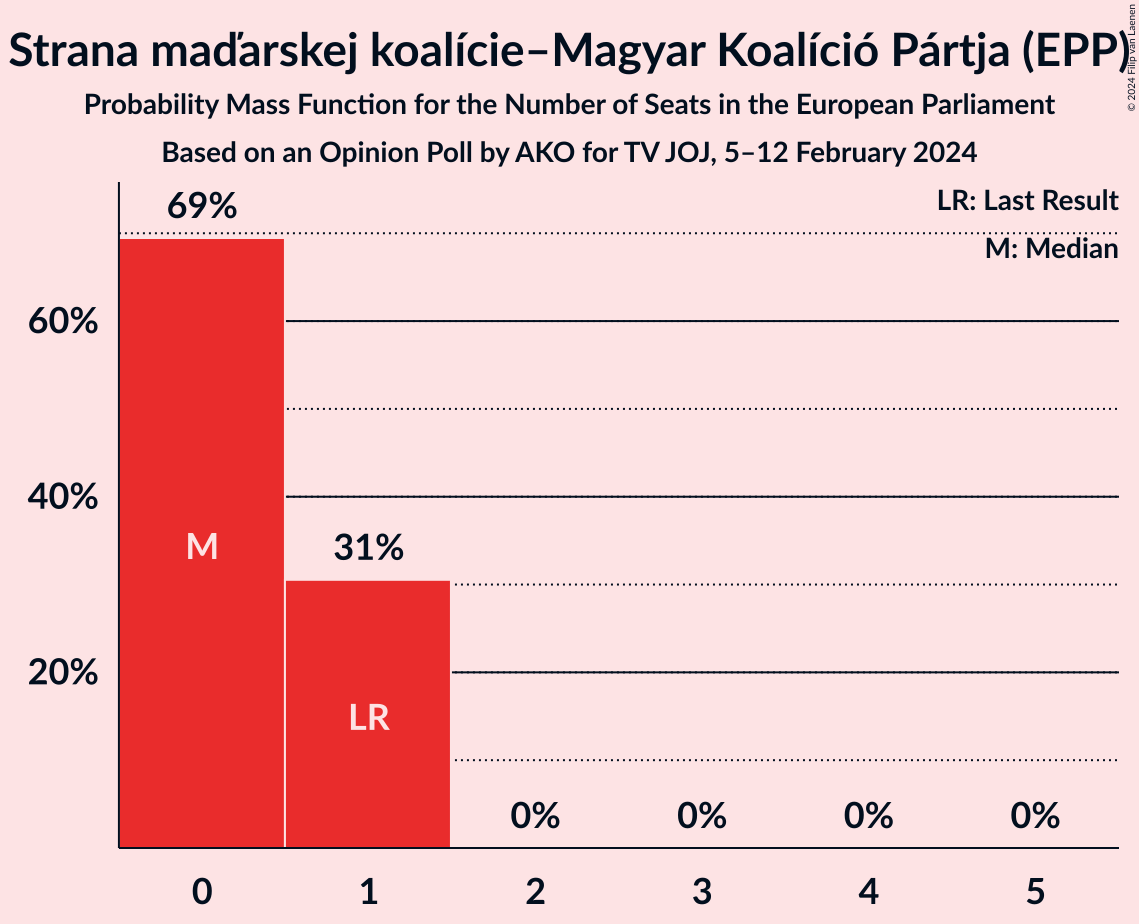 Strana maďarskej koalície–Magyar Koalíció Pártja (EPP)
Probability Mass Function for the Number of Seats in the European Parliament
Based on an Opinion Poll by AKO for TV JOJ, 5–12 February 2024
© 2024 Filip van Laenen
LR: Last Result
M: Median
69%
60%
40%
20%
M
31%
LR
0%
0%
0%
0%
0
1
2
3
4
5